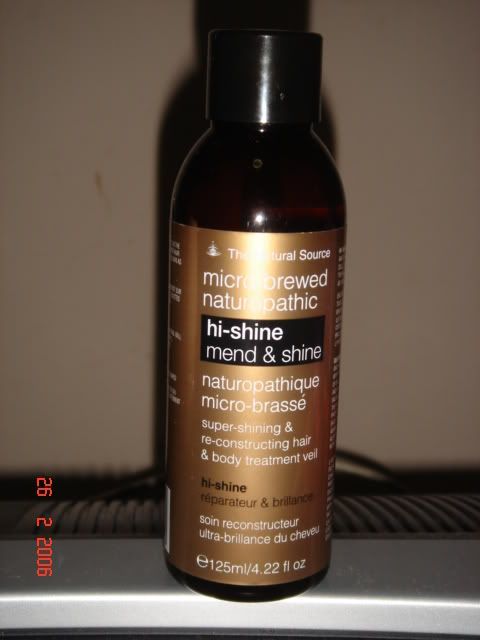 The Natural Source
micro-brewed
naturopathic
hi-shine
mend & shine
naturopathique
micro-brassé
super-shining &
re-constructing hair
& body treatment veil
hi-shine
réparateur & brillance
soin reconstructeur
ultra-brillance du cheveu
℮125ml/4.22 fl oz
26 2 2006